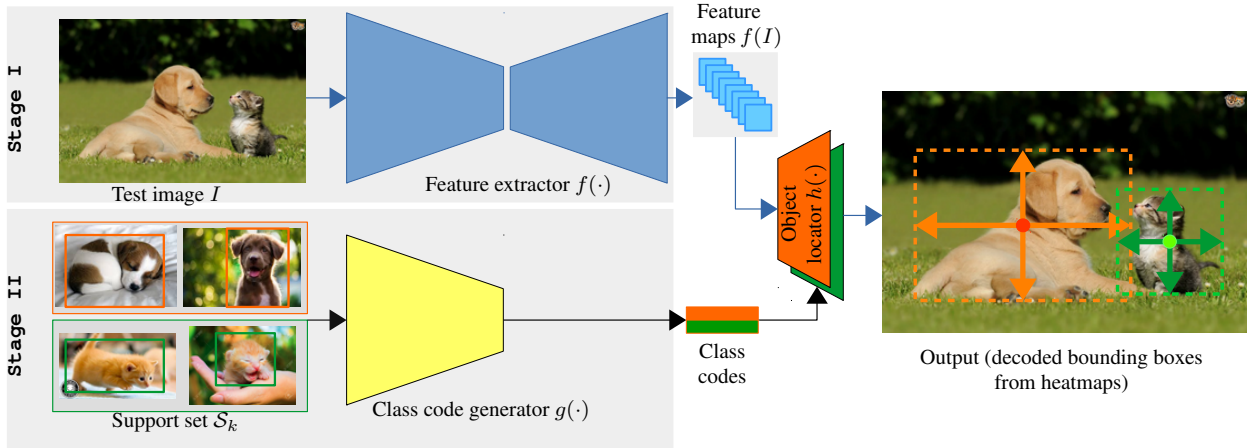 Stage I
Test image I
Feature extractor f(·)
Feature
maps f(I)
Object
locator h(·)
Stage II
Support set 𝒮ₖ
Class code generator g(·)
Class
codes
Output (decoded bounding boxes
from heatmaps)